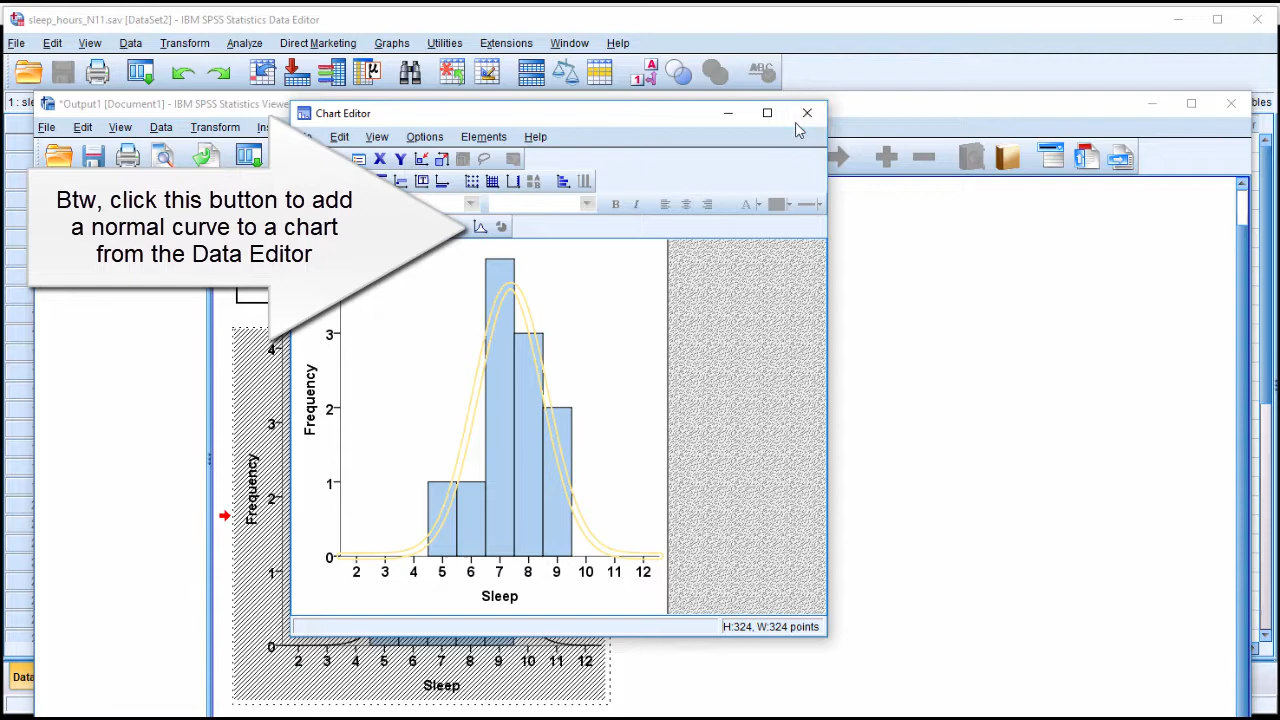 sleep_hours_N11.sav [DataSet2] - IBM SPSS Statistics Data Editor
File Edit View Data Transform Analyze Direct Marketing Graphs Utilities Extensions Window Help
*Output1 [Document1] - IBM SPSS Statistics Viewe
File Edit View Data Transform Ins
Chart Editor
Edit View Options Elements Help
B I A
Btw, click this button to add
a normal curve to a chart
from the Data Editor
3
2
1
0
Frequency
2 3 4 5 6 7 8 9 10 11 12
Sleep
H:324, W:324 points
4
3
2
1
0
Frequency
2 3 4 5 6 7 8 9 10 11 12
Sleep
Data